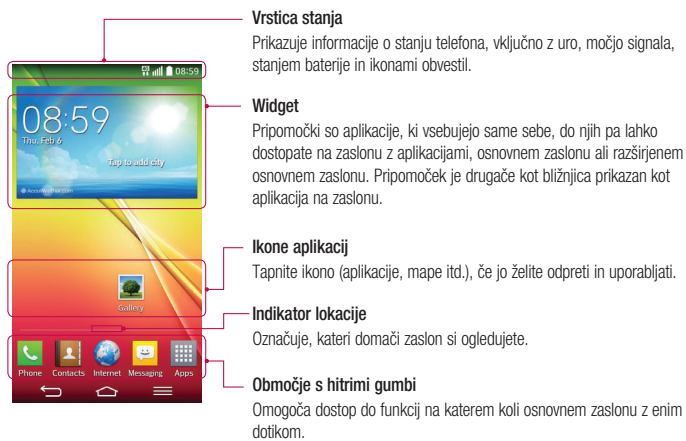 Vrstica stanja
Prikazuje informacije o stanju telefona, vključno z uro, močjo signala,
stanjem baterije in ikonami obvestil.
08:59
Widget
Pripomočki so aplikacije, ki vsebujejo same sebe, do njih pa lahko
dostopate na zaslonu z aplikacijami, osnovnem zaslonu ali razširjenem
osnovnem zaslonu. Pripomoček je drugače kot bližnjica prikazan kot
aplikacija na zaslonu.
08:59
Thu, Feb 6
Tap to add city
AccuWeather.com
Ikone aplikacij
Tapnite ikono (aplikacije, mape itd.), če jo želite odpreti in uporabljati.
Gallery
Indikator lokacije
Označuje, kateri domači zaslon si ogledujete.
Phone Contacts Internet Messaging Apps
Območje s hitrimi gumbi
Omogoča dostop do funkcij na katerem koli osnovnem zaslonu z enim
dotikom.